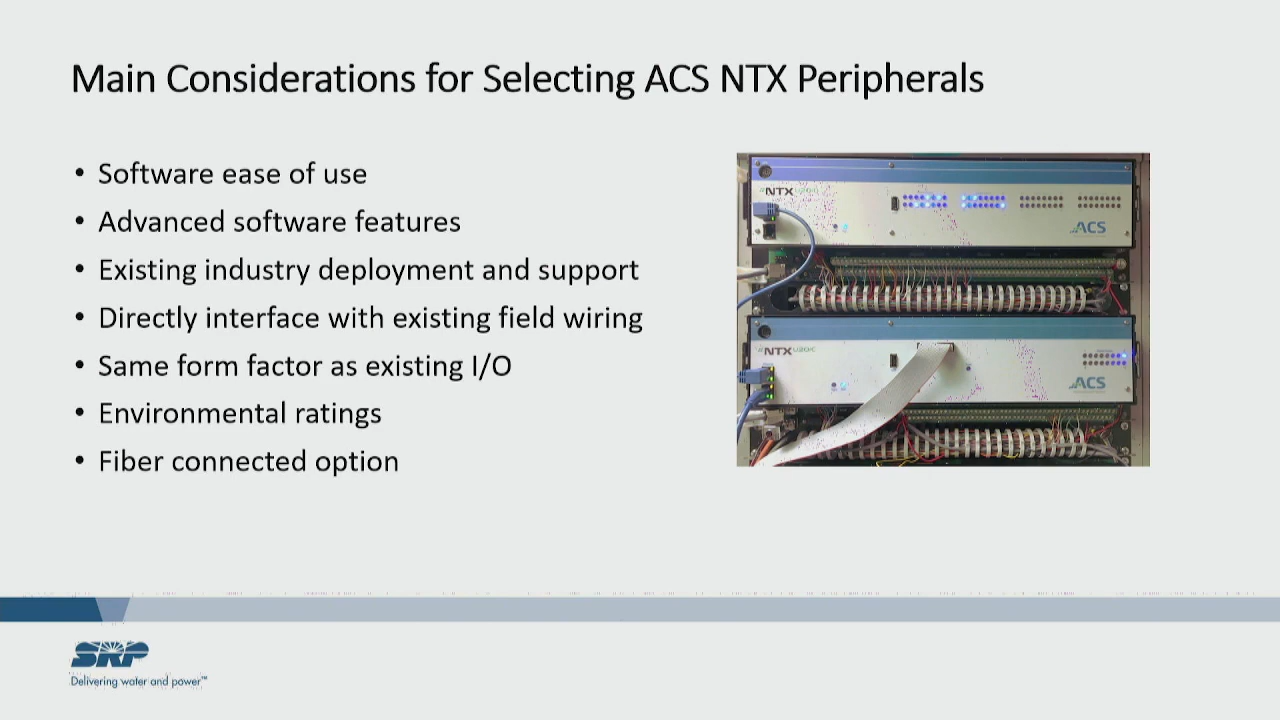 Main Considerations for Selecting ACS NTX Peripherals
• Software ease of use
• Advanced software features
• Existing industry deployment and support
• Directly interface with existing field wiring
• Same form factor as existing I/O
• Environmental ratings
• Fiber connected option
NTX
ACS
NTX
ACS
SRP
Delivering water and power™